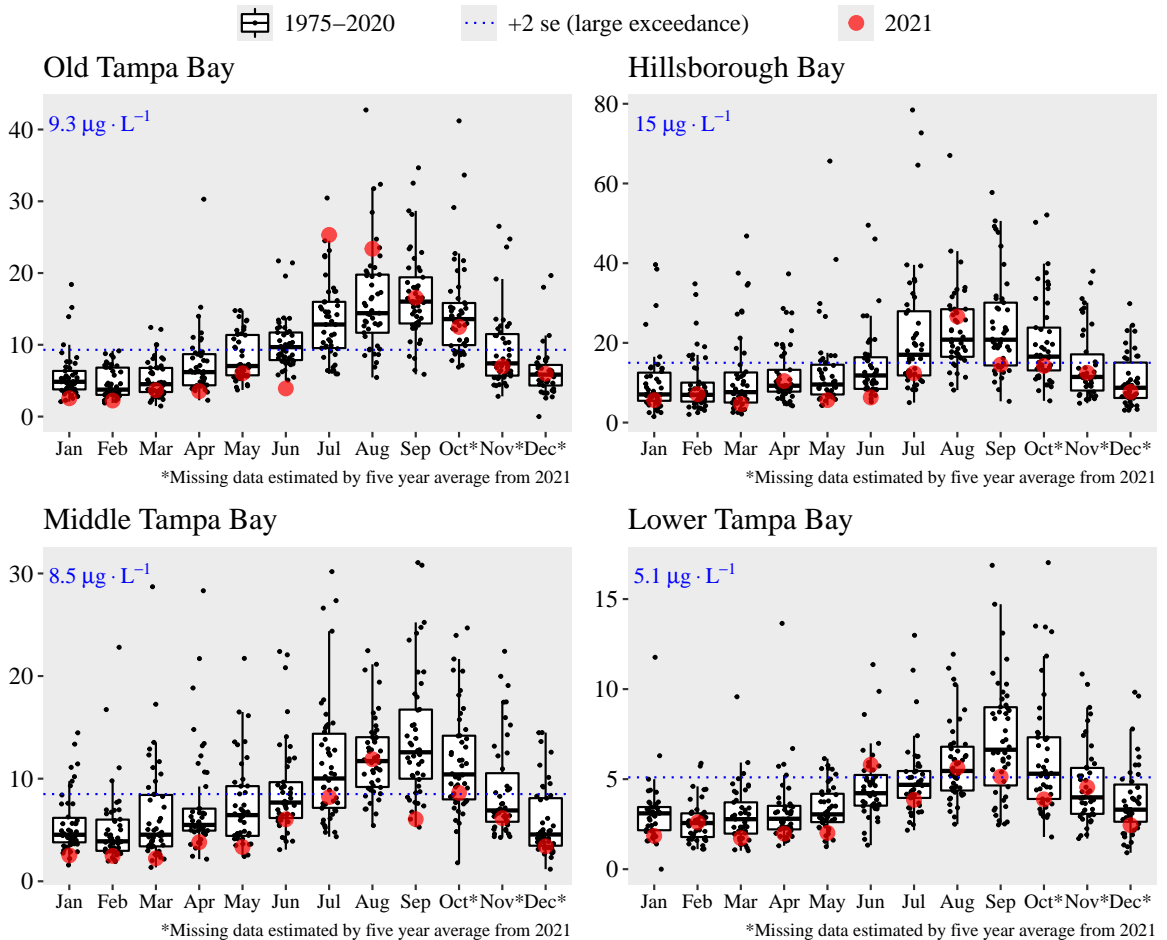 1975–2020 +2 se (large exceedance) 2021
Old Tampa Bay
9.3 μg · L⁻¹
40
30
20
10
0
Jan Feb Mar Apr May Jun Jul Aug Sep Oct* Nov* Dec*
*Missing data estimated by five year average from 2021
Hillsborough Bay
15 μg · L⁻¹
80
60
40
20
0
Jan Feb Mar Apr May Jun Jul Aug Sep Oct* Nov* Dec*
*Missing data estimated by five year average from 2021
Middle Tampa Bay
8.5 μg · L⁻¹
30
20
10
0
Jan Feb Mar Apr May Jun Jul Aug Sep Oct* Nov* Dec*
*Missing data estimated by five year average from 2021
Lower Tampa Bay
5.1 μg · L⁻¹
15
10
5
0
Jan Feb Mar Apr May Jun Jul Aug Sep Oct* Nov* Dec*
*Missing data estimated by five year average from 2021